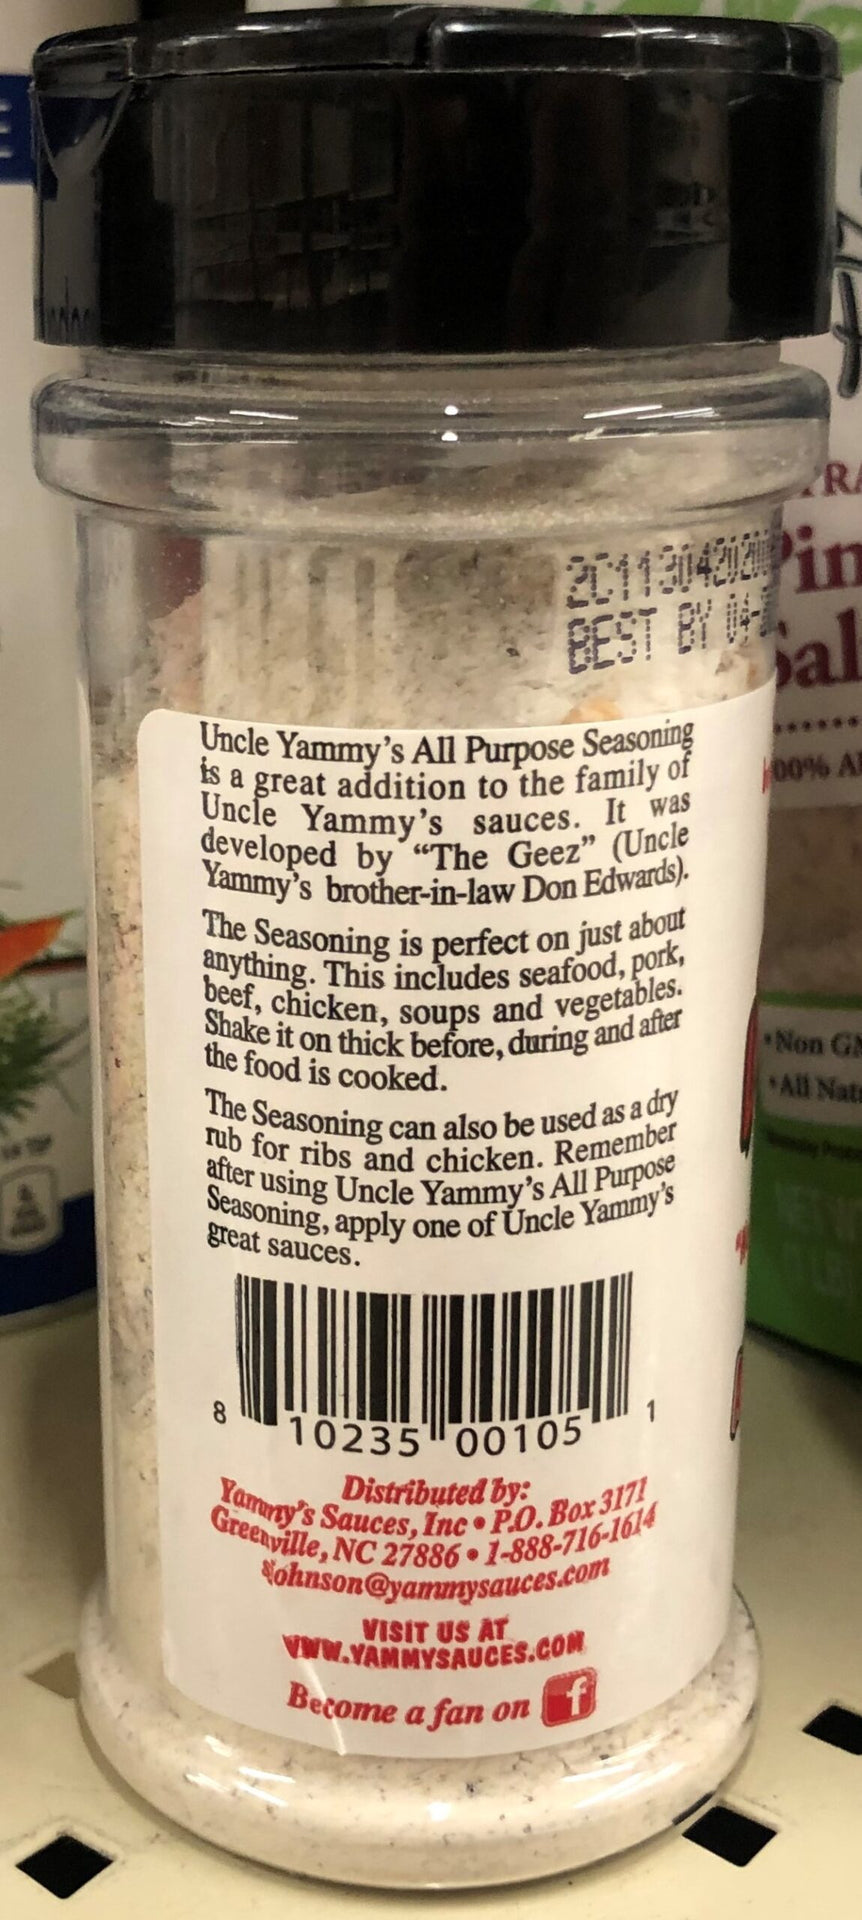 BEST BY
Uncle Yammy's All Purpose Seasoning
is a great addition to the family of
Uncle Yammy's sauces. It was
developed by “The Geez” (Uncle
Yammy's brother-in-law Don Edwards).
The Seasoning is perfect on just about
anything. This includes seafood, pork,
beef, chicken, soups and vegetables.
Shake it on thick before, during and after
the food is cooked.
The Seasoning can also be used as a dry
rub for ribs and chicken. Remember
after using Uncle Yammy's All Purpose
Seasoning, apply one of Uncle Yammy's
great sauces.
8 10235 00105 1
Distributed by:
Yammy's Sauces, Inc • P.O. Box 3171
Greenville, NC 27886 • 1-888-716-1614
VISIT US AT
WWW.YAMMYSAUCES.COM
Become a fan on f
•Non
•All